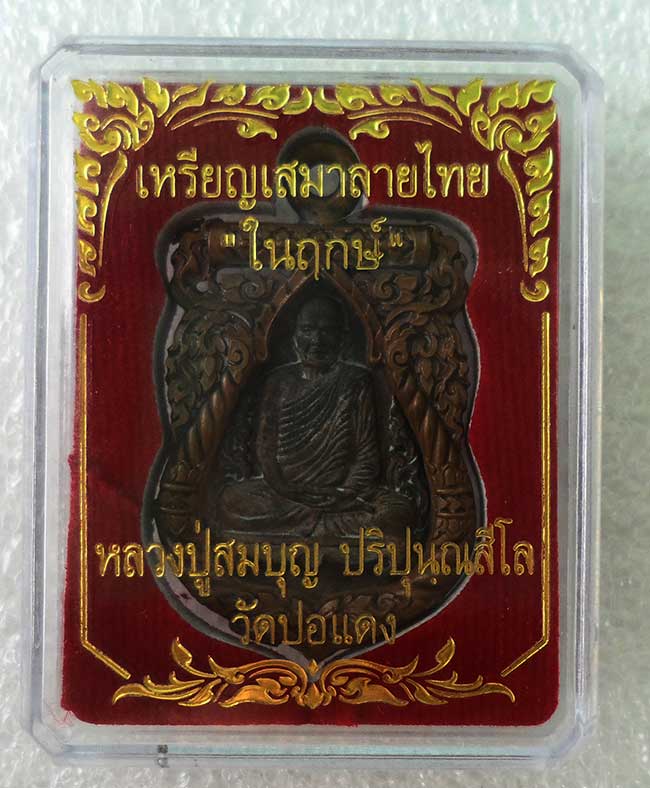 เหรียญเสมาลายไทย
"ในฤกษ์"
หลวงปู่สมบุญ ปริปุนฺณสีโล
วัดปอแดง